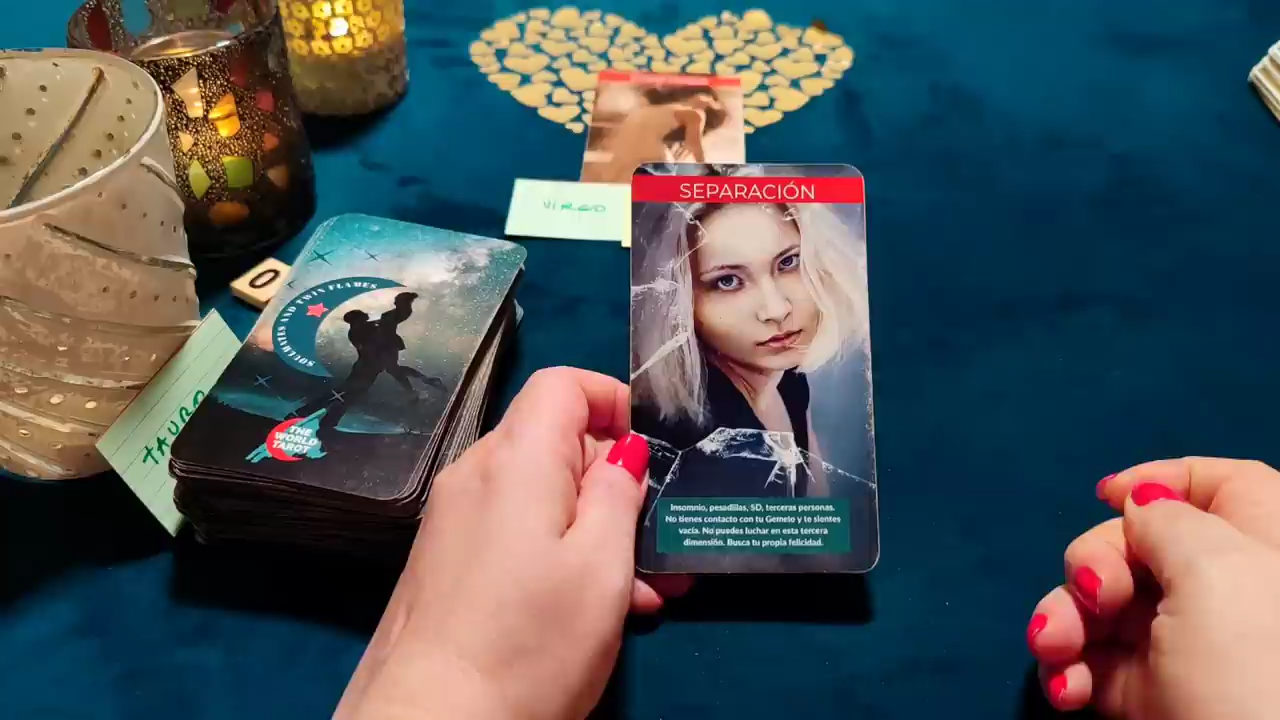 SEPARACIÓN
VIRGO
O
SOULMATES AND TWIN FLAMES
THE
WORLD
TAROT
TAURO
Insomnio, pesadillas, 5D, terceras personas.
No tienes contacto con tu Gemelo y te sientes
vacía. No puedes luchar en esta tercera
dimensión. Busca tu propia felicidad.